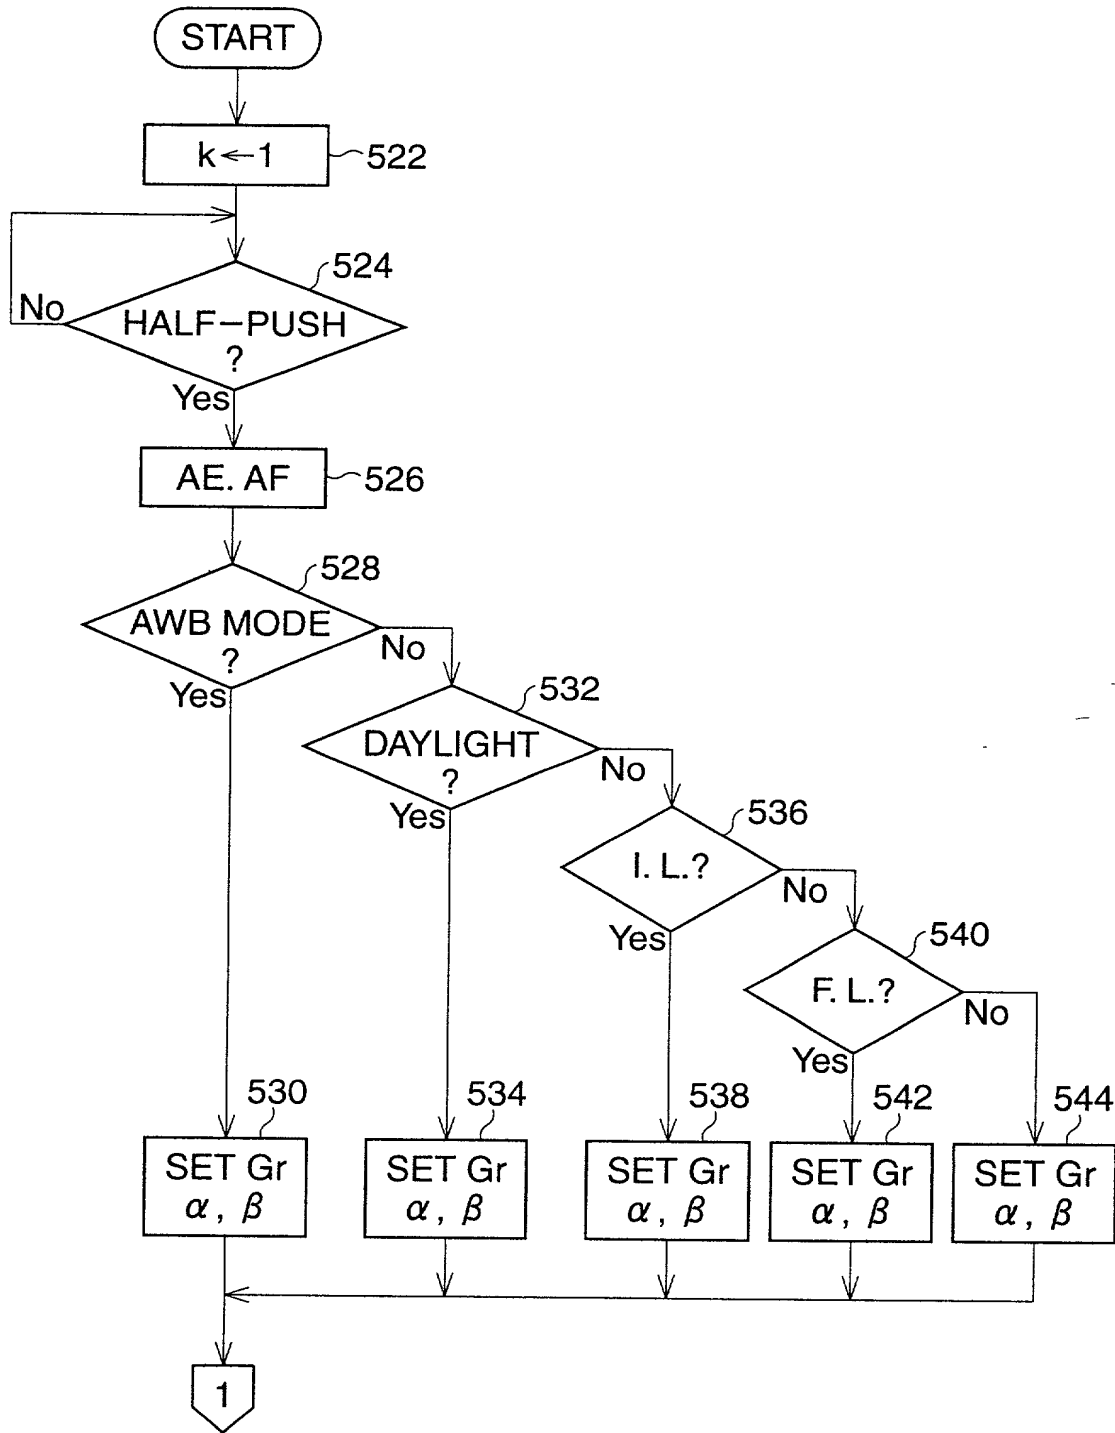 START
k ← 1
522
524
No
HALF-PUSH
?
Yes
AE. AF
526
528
AWB MODE
?
No
Yes
532
DAYLIGHT
?
No
Yes
536
I. L.?
No
Yes
540
F. L.?
No
Yes
530
SET Gr
α, β
534
SET Gr
α, β
538
SET Gr
α, β
542
SET Gr
α, β
544
SET Gr
α, β
1